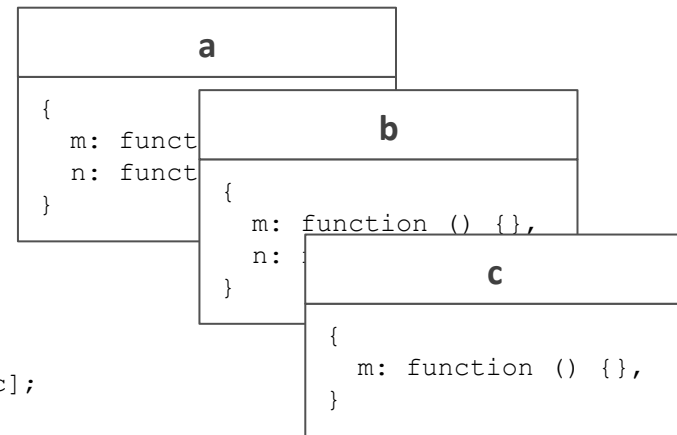 a
{
m: funct
n: funct
}
b
{
m: function () {},
n:
}
c
{
m: function () {},
}
c];